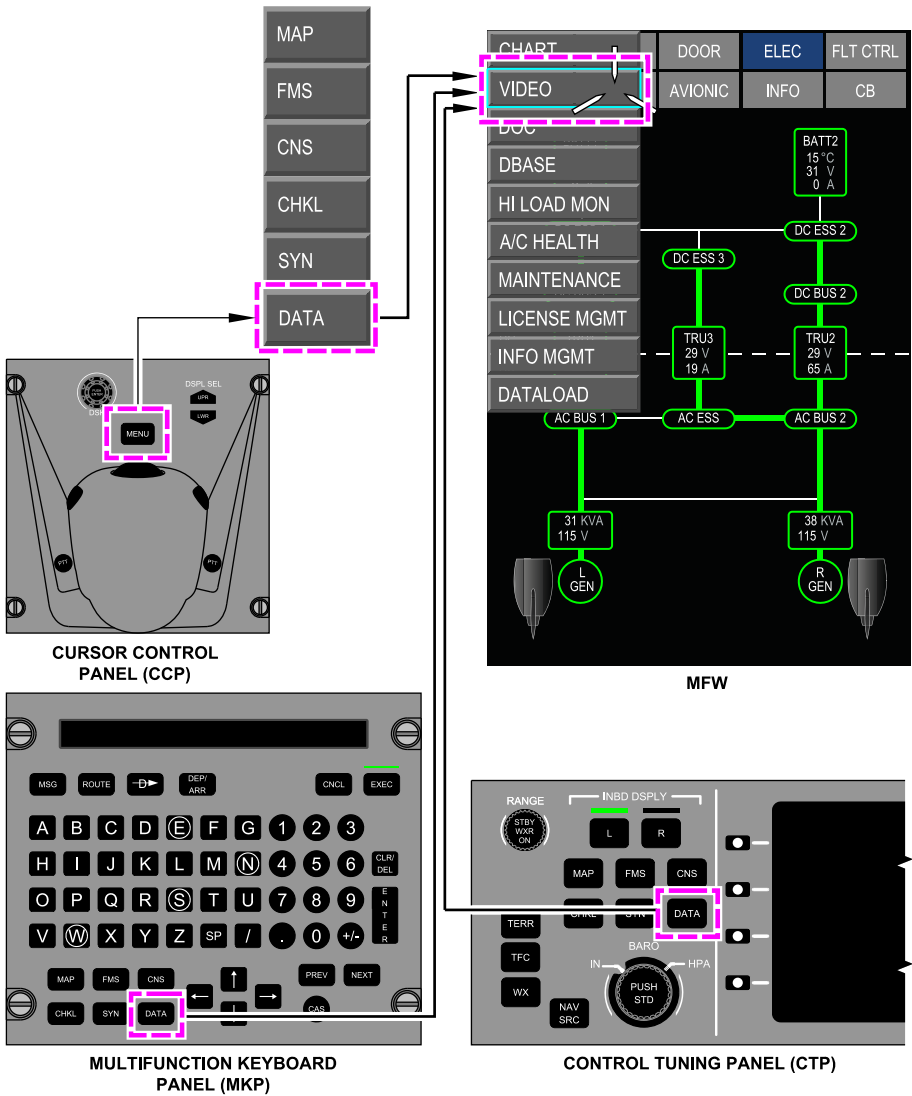 MAP
FMS
CNS
CHKL
SYN
DATA
CHART
VIDEO
DOC
DBASE
HI LOAD MON
A/C HEALTH
MAINTENANCE
LICENSE MGMT
INFO MGMT
DATALOAD
DOOR
ELEC
FLT CTRL
AVIONIC
INFO
CB
BATT2
15 °C
31 V
0 A
DC ESS 2
DC ESS 3
DC BUS 2
TRU3
29 V
19 A
TRU2
29 V
65 A
AC BUS 1
AC ESS
AC BUS 2
31 KVA
115 V
38 KVA
115 V
L
GEN
R
GEN
MFW
PUSH
ENTER
DSPL SEL
UPR
LWR
MENU
PTT
PTT
CURSOR CONTROL
PANEL (CCP)
MSG
ROUTE
D
DEP/
ARR
CNCL
EXEC
A B C D E F G 1 2 3
H I J K L M N 4 5 6 CLR/
DEL
O P Q R S T U 7 8 9
V W X Y Z SP / . 0 +/-
ENTER
MAP
FMS
CNS
PREV
NEXT
CHKL
SYN
DATA
CAS
MULTIFUNCTION KEYBOARD
PANEL (MKP)
RANGE
STBY
WXR
ON
INBD DSPLY
L
R
MAP
FMS
CNS
CHKL
SYN
DATA
TERR
TFC
WX
NAV
SRC
BARO
IN
HPA
PUSH
STD
CONTROL TUNING PANEL (CTP)